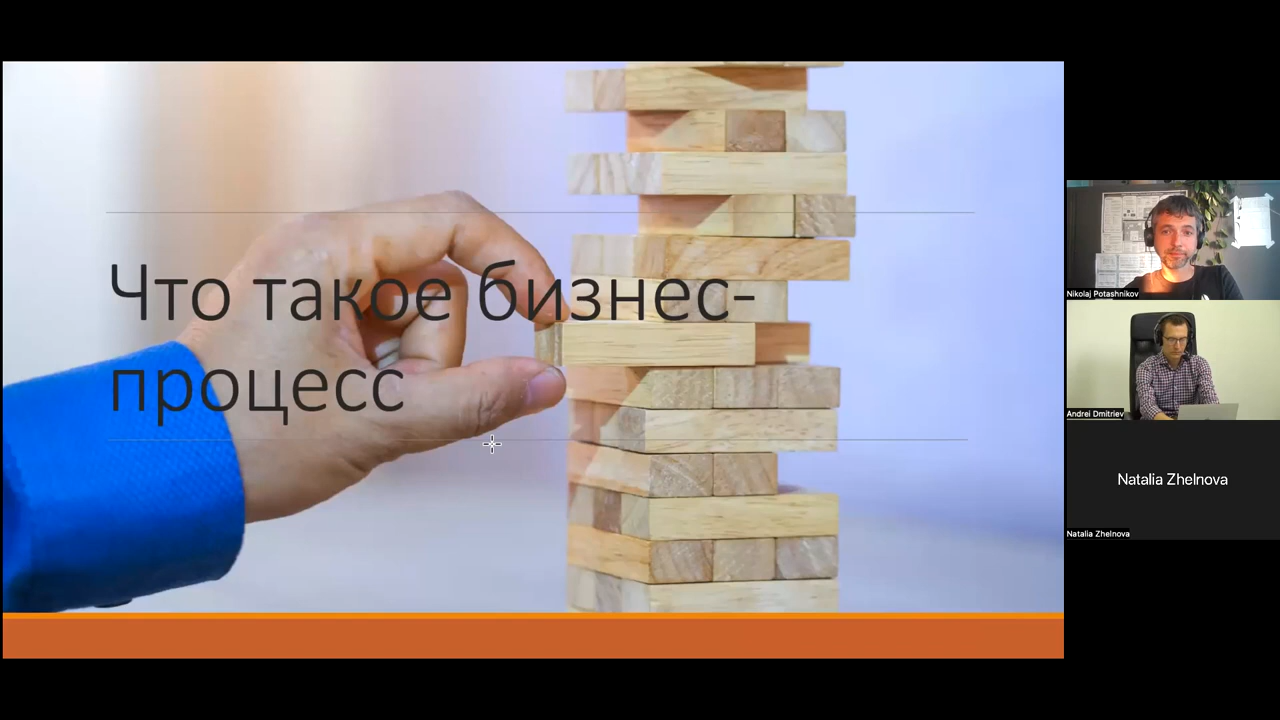 Что такое бизнес-
процесс
Nikolaj Potashnikov
Andrei Dmitriev
Natalia Zhelnova
Natalia Zhelnova